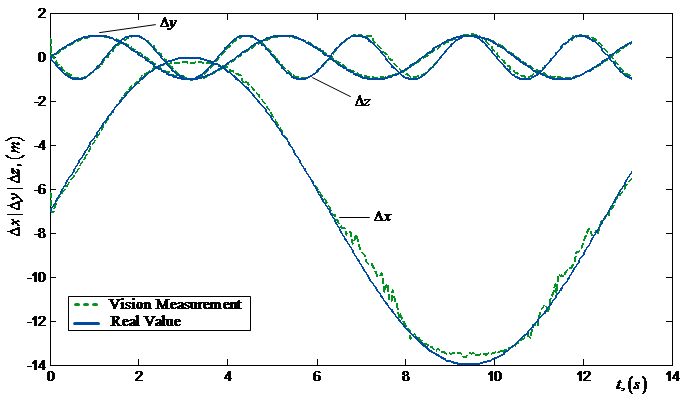 2
0
-2
-4
-6
-8
-10
-12
-14
Δx | Δy | Δz, (m)
Δy
Δz
Δx
Vision Measurement
Real Value
0
2
4
6
8
10
12
14
t, (s)